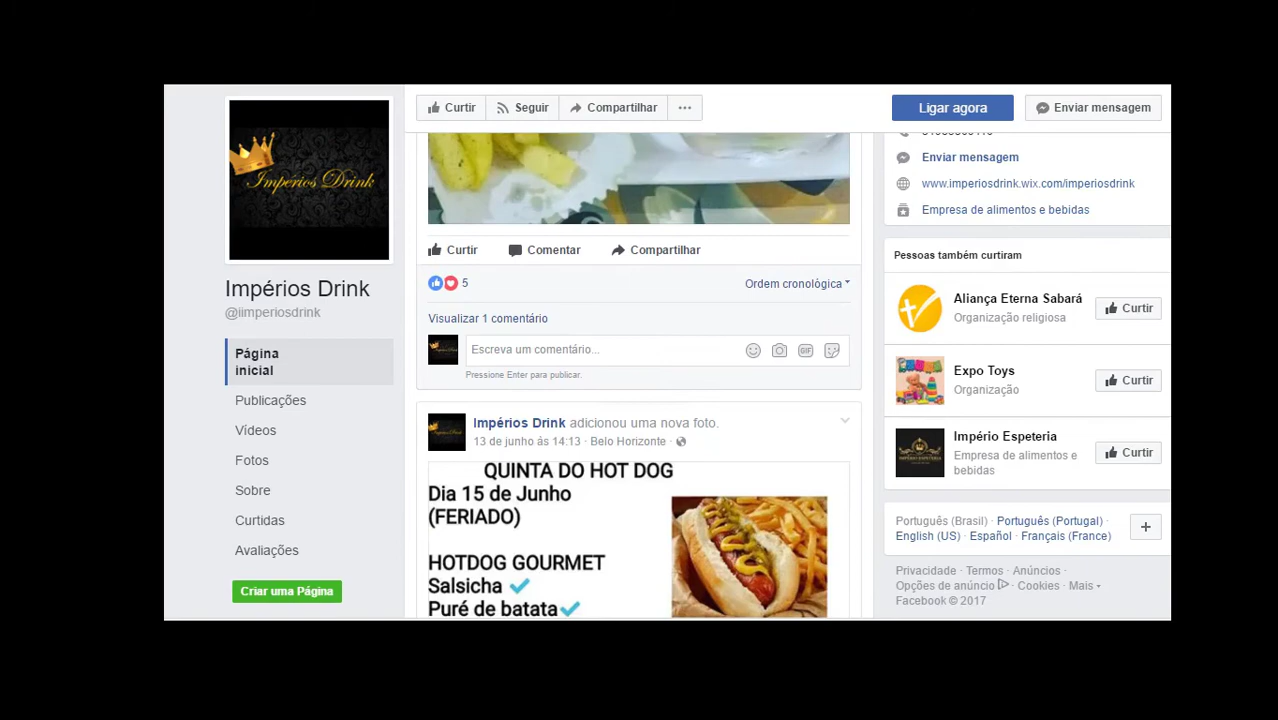 Imperios Drink
Impérios Drink
@iimperiosdrink
Página
inicial
Publicações
Vídeos
Fotos
Sobre
Curtidas
Avaliações
Criar uma Página
Curtir
Seguir
Compartilhar
Ligar agora
Enviar mensagem
Curtir
Comentar
Compartilhar
5
Ordem cronológica
Visualizar 1 comentário
Escreva um comentário...
GIF
Pressione Enter para publicar.
Impérios Drink adicionou uma nova foto.
13 de junho ás 14:13 · Belo Horizonte ·
QUINTA DO HOT DOG
Dia 15 de Junho
(FERIADO)
HOTDOG GOURMET
Salsicha
Puré de batata
Enviar mensagem
www.imperiosdrink.wix.com/imperiosdrink
Empresa de alimentos e bebidas
Pessoas também curtiram
Aliança Eterna Sabará
Organização religiosa
Curtir
Expo Toys
Organização
Curtir
Império Espeteria
Empresa de alimentos e
bebidas
Curtir
Português (Brasil) · Português (Portugal) ·
English (US) · Español · Français (France)
Privacidade · Termos · Anúncios ·
Opções de anúncio · Cookies · Mais
Facebook © 2017